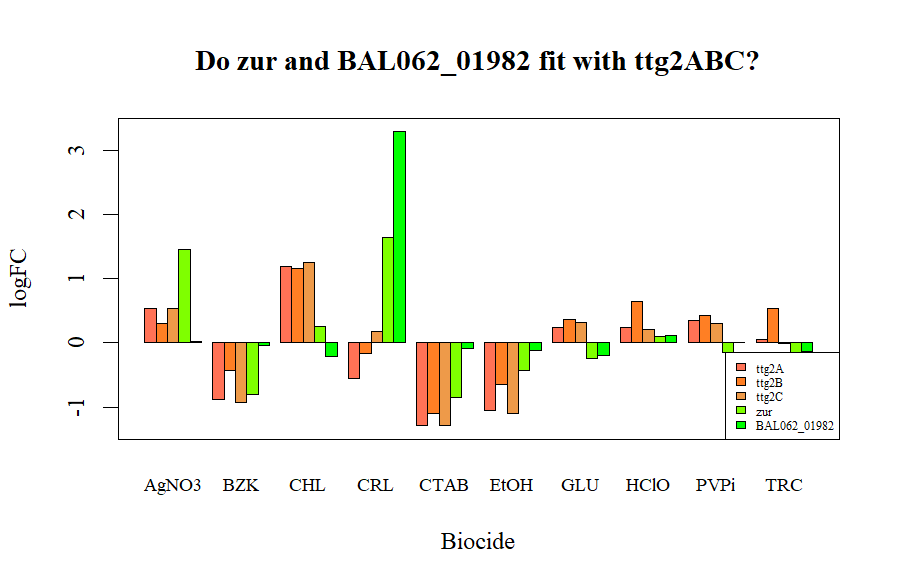 Do zur and BAL062_01982 fit with ttg2ABC?
logFC
3
2
1
0
-1
ttg2A
ttg2B
ttg2C
zur
BAL062_01982
AgNO3 BZK CHL CRL CTAB EtOH GLU HClO PVPi TRC
Biocide